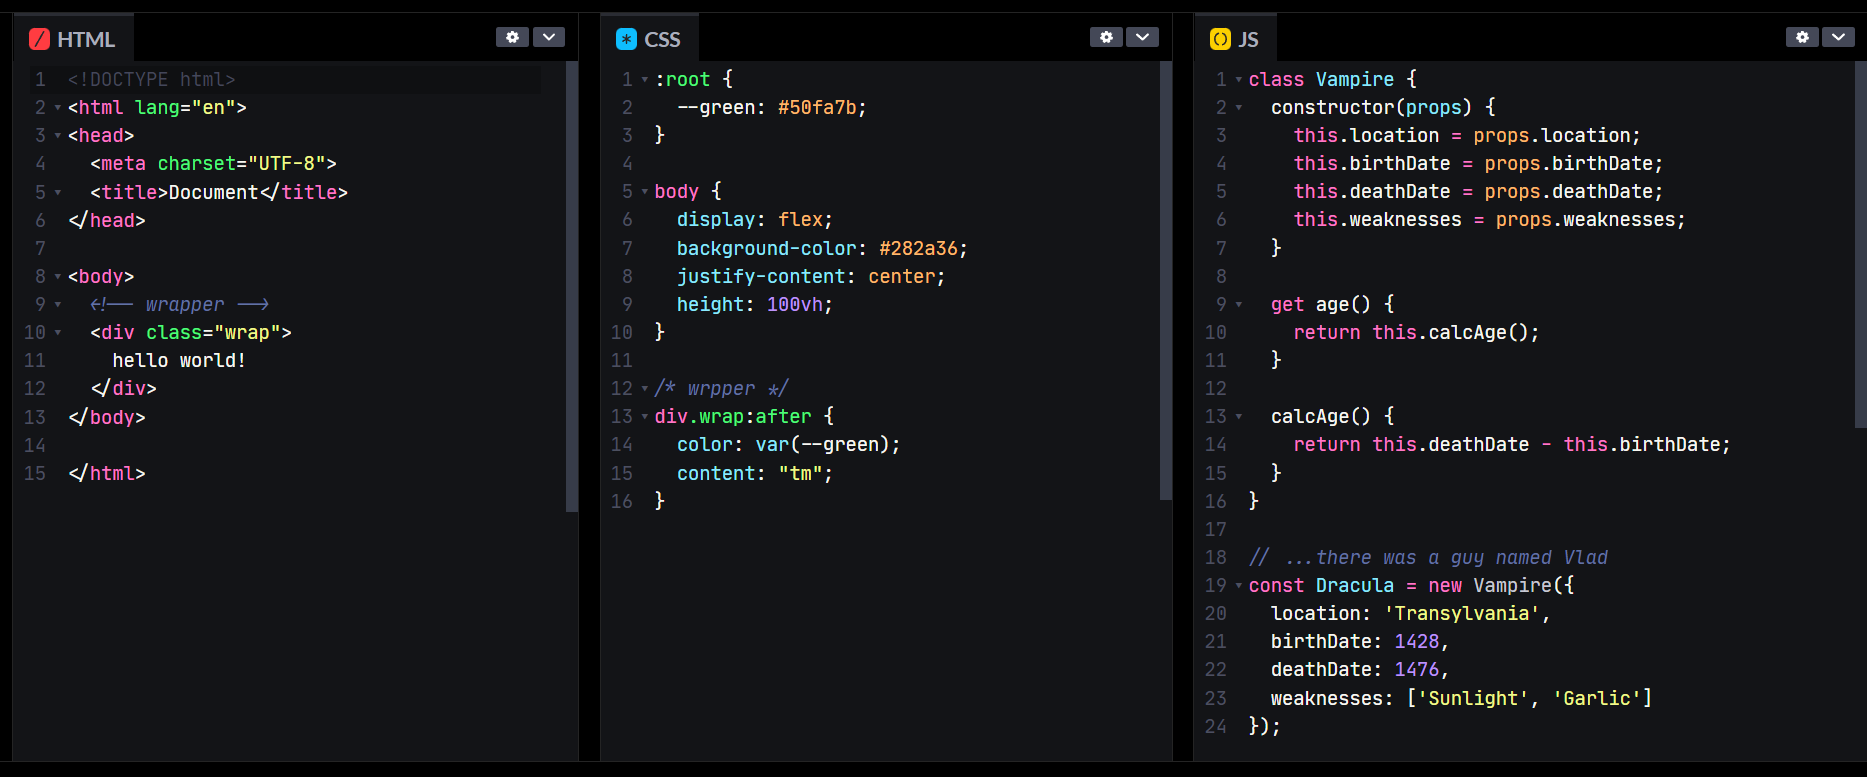 HTML
1 <!DOCTYPE html>
2 <html lang="en">
3 <head>
4   <meta charset="UTF-8">
5   <title>Document</title>
6 </head>
7
8 <body>
9   <!-- wrapper -->
10   <div class="wrap">
11     hello world!
12   </div>
13 </body>
14
15 </html>
CSS
1 :root {
2   --green: #50fa7b;
3 }
4
5 body {
6   display: flex;
7   background-color: #282a36;
8   justify-content: center;
9   height: 100vh;
10 }
11
12 /* wrpper */
13 div.wrap:after {
14   color: var(--green);
15   content: "tm";
16 }
JS
1 class Vampire {
2   constructor(props) {
3     this.location = props.location;
4     this.birthDate = props.birthDate;
5     this.deathDate = props.deathDate;
6     this.weaknesses = props.weaknesses;
7   }
8
9   get age() {
10     return this.calcAge();
11   }
12
13   calcAge() {
14     return this.deathDate - this.birthDate;
15   }
16 }
17
18 // ...there was a guy named Vlad
19 const Dracula = new Vampire({
20   location: 'Transylvania',
21   birthDate: 1428,
22   deathDate: 1476,
23   weaknesses: ['Sunlight', 'Garlic']
24 });